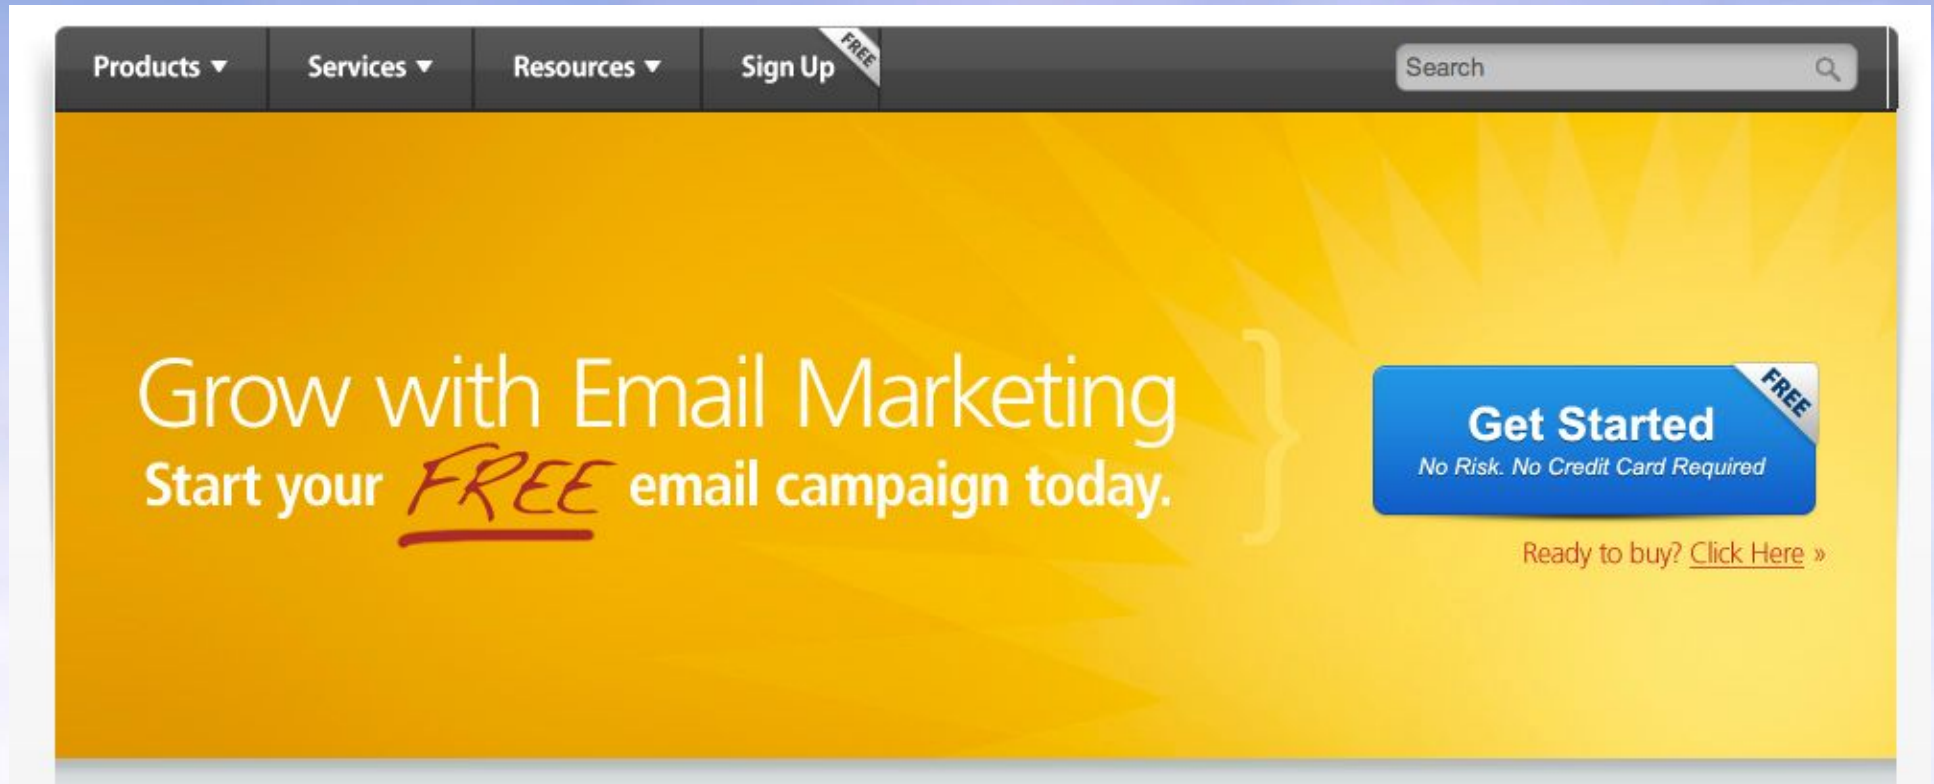 Products ▼ Services ▼ Resources ▼ Sign Up FREE Search
Grow with Email Marketing
Start your FREE email campaign today.
FREE
Get Started
No Risk. No Credit Card Required
Ready to buy? Click Here »